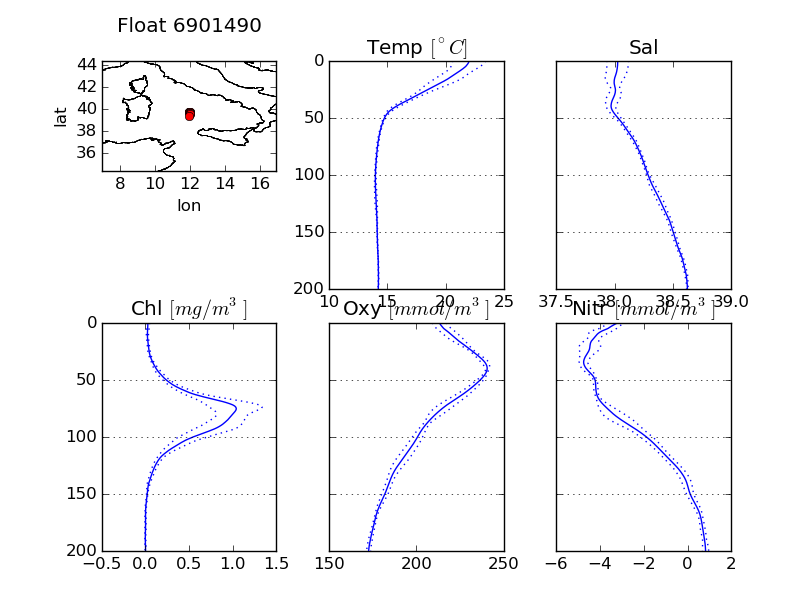 Float 6901490
Temp [°C]
Sal
44
42
40
38
36
lat
8 10 12 14 16
lon
0
50
100
150
200
10 15 20 25
37.5 38.0 38.5 39.0
Chl [mg/m³]
Oxy [mmol/m³]
Nitr [mmol/m³]
0
50
100
150
200
−0.5 0.0 0.5 1.0 1.5
150 200 250
−6 −4 −2 0 2